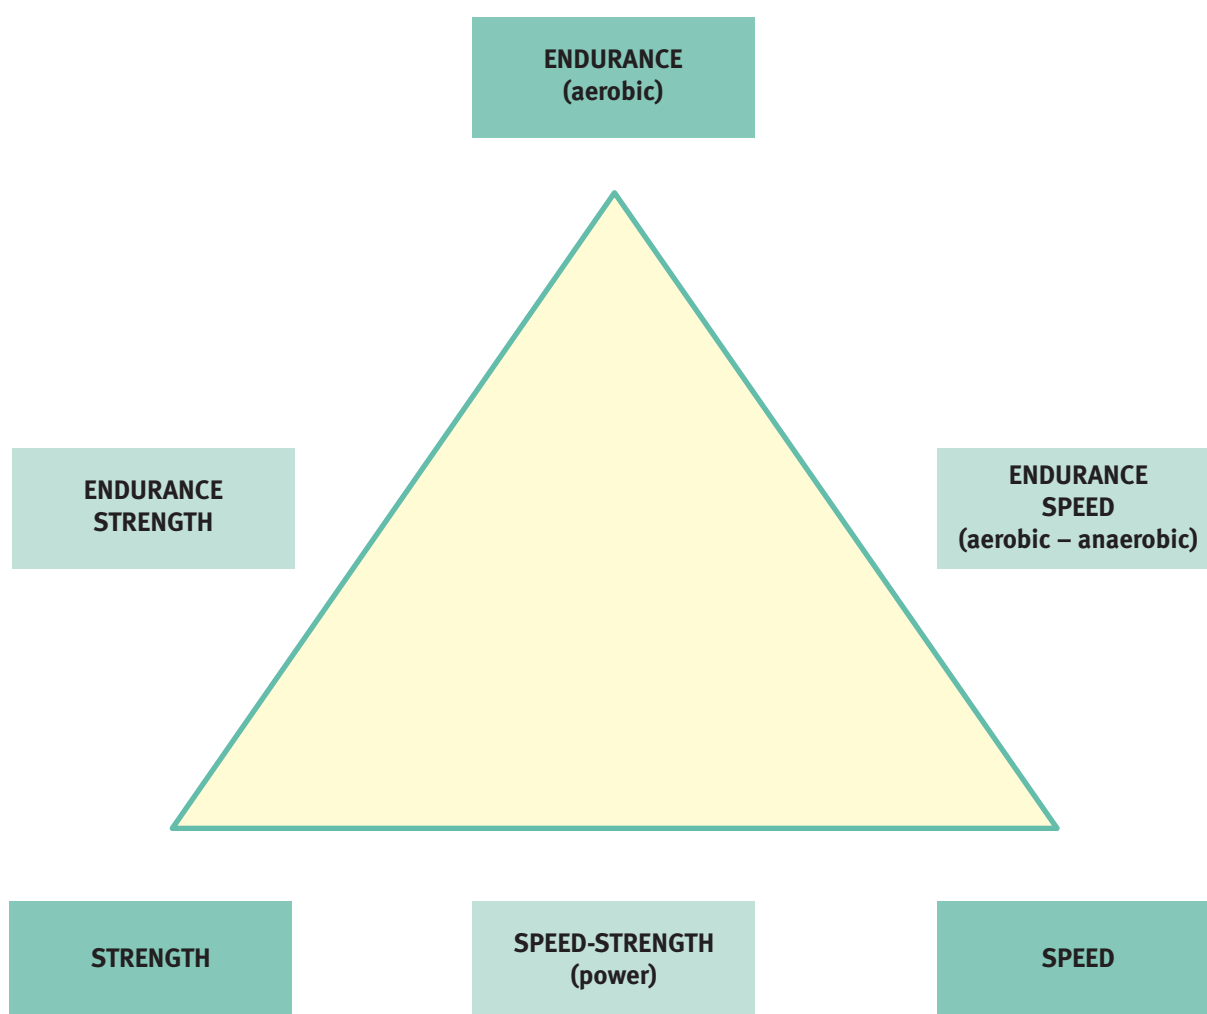 ENDURANCE
(aerobic)
ENDURANCE
STRENGTH
ENDURANCE
SPEED
(aerobic – anaerobic)
STRENGTH
SPEED-STRENGTH
(power)
SPEED